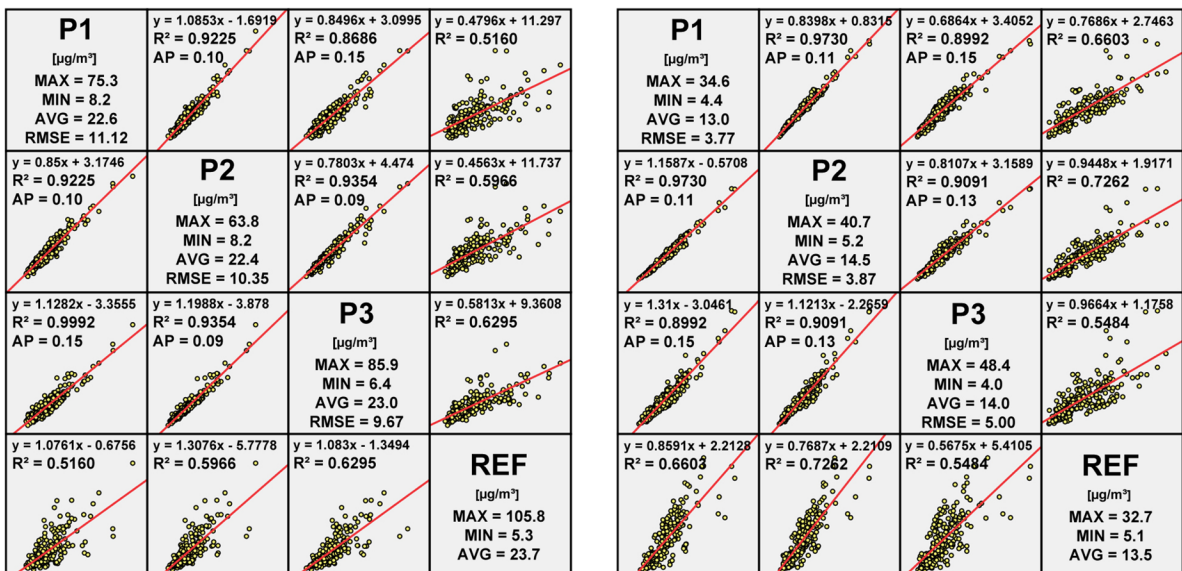 P1
[µg/m³]
MAX = 75.3
MIN = 8.2
AVG = 22.6
RMSE = 11.12
y = 1.0853x - 1.6919
R² = 0.9225
AP = 0.10
y = 0.8496x + 3.0995
R² = 0.8686
AP = 0.15
y = 0.4796x + 11.297
R² = 0.5160
y = 0.85x + 3.1746
R² = 0.9225
AP = 0.10
P2
[µg/m³]
MAX = 63.8
MIN = 8.2
AVG = 22.4
RMSE = 10.35
y = 0.7803x + 4.474
R² = 0.9354
AP = 0.09
y = 0.4563x + 11.737
R² = 0.5966
y = 1.1282x - 3.3555
R² = 0.9992
AP = 0.15
y = 1.1988x - 3.878
R² = 0.9354
AP = 0.09
P3
[µg/m³]
MAX = 85.9
MIN = 6.4
AVG = 23.0
RMSE = 9.67
y = 0.5813x + 9.3608
R² = 0.6295
y = 1.0761x - 0.6756
R² = 0.5160
y = 1.3076x - 5.7778
R² = 0.5966
y = 1.083x - 1.3494
R² = 0.6295
REF
[µg/m³]
MAX = 105.8
MIN = 5.3
AVG = 23.7
P1
[µg/m³]
MAX = 34.6
MIN = 4.4
AVG = 13.0
RMSE = 3.77
y = 0.8398x + 0.8315
R² = 0.9730
AP = 0.11
y = 0.6864x + 3.4052
R² = 0.8992
AP = 0.15
y = 0.7686x + 2.7463
R² = 0.6603
y = 1.1587x - 0.5708
R² = 0.9730
AP = 0.11
P2
[µg/m³]
MAX = 40.7
MIN = 5.2
AVG = 14.5
RMSE = 3.87
y = 0.8107x + 3.1589
R² = 0.9091
AP = 0.13
y = 0.9448x + 1.9171
R² = 0.7262
y = 1.31x - 3.0461
R² = 0.8992
AP = 0.15
y = 1.1213x - 2.2659
R² = 0.9091
AP = 0.13
P3
[µg/m³]
MAX = 48.4
MIN = 4.0
AVG = 14.0
RMSE = 5.00
y = 0.9664x + 1.1758
R² = 0.5484
y = 0.8591x + 2.2128
R² = 0.6603
y = 0.7687x + 2.2109
R² = 0.7262
y = 0.5675x + 5.4105
R² = 0.5484
REF
[µg/m³]
MAX = 32.7
MIN = 5.1
AVG = 13.5